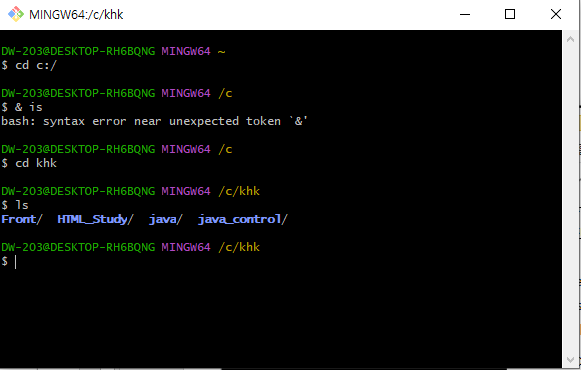 MINGW64:/c/khk
DW-203@DESKTOP-RH6BQNG MINGW64 ~
$ cd c:/
DW-203@DESKTOP-RH6BQNG MINGW64 /c
$ & is
bash: syntax error near unexpected token `&'
DW-203@DESKTOP-RH6BQNG MINGW64 /c
$ cd khk
DW-203@DESKTOP-RH6BQNG MINGW64 /c/khk
$ ls
Front/  HTML_Study/  java/  java_control/
DW-203@DESKTOP-RH6BQNG MINGW64 /c/khk
$